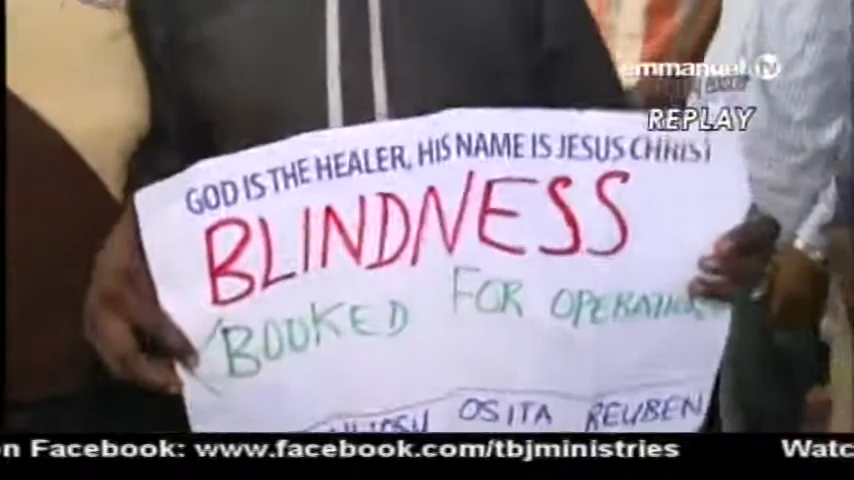 emmanuel TV
REPLAY
GOD IS THE HEALER, HIS NAME IS JESUS CHRIST
BLINDNESS
(BOOKED FOR OPERATION
OSITA REUBEN
n Facebook: www.facebook.com/tbjministries Watc